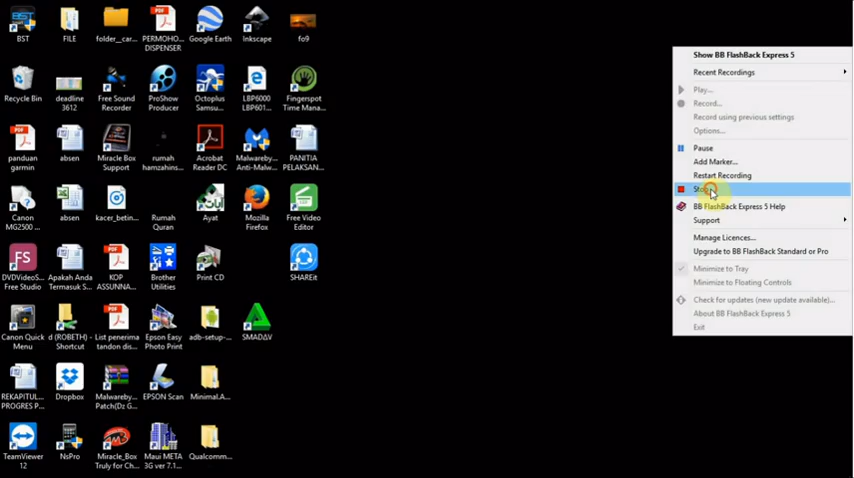 BST
FILE
folder__car...
PERMOHO...
DISPENSER
Google Earth
Inkscape
fo9
Recycle Bin
deadline
3612
Free Sound
Recorder
ProShow
Producer
Octoplus
Samsu...
LBP6000
LBP601...
Fingerspot
Time Mana...
panduan
garmin
absen
Miracle Box
Support
rumah
hamzahins...
Acrobat
Reader DC
Malwareby...
Anti-Malw...
PANITIA
PELAKSAN...
Canon
MG2500 ...
absen
kacer_betin...
Rumah
Quran
Ayat
Mozilla
Firefox
Free Video
Editor
DVDVideoS...
Free Studio
Apakah Anda
Termasuk S...
KOP
ASSUNNA...
Brother
Utilities
Print CD
SHAREit
Canon Quick
Menu
d (ROBETH)
Shortcut
List penerima
tandon dis...
Epson Easy
Photo Print
adb-setup-...
SMADΔV
REKAPITUL...
PROGRES P...
Dropbox
Malwareby...
Patch(Dz G...
EPSON Scan
Minimal.A...
TeamViewer
12
NsPro
Miracle_Box
Truly for Ch...
Maui META
3G ver 7.1...
Qualcomm...
Show BB FlashBack Express 5
Recent Recordings
Play...
Record...
Record using previous settings
Options...
Pause
Add Marker...
Restart Recording
Stop
BB FlashBack Express 5 Help
Support
Manage Licences...
Upgrade to BB FlashBack Standard or Pro
Minimize to Tray
Minimize to Floating Controls
Check for updates (new update available)...
About BB FlashBack Express 5
Exit